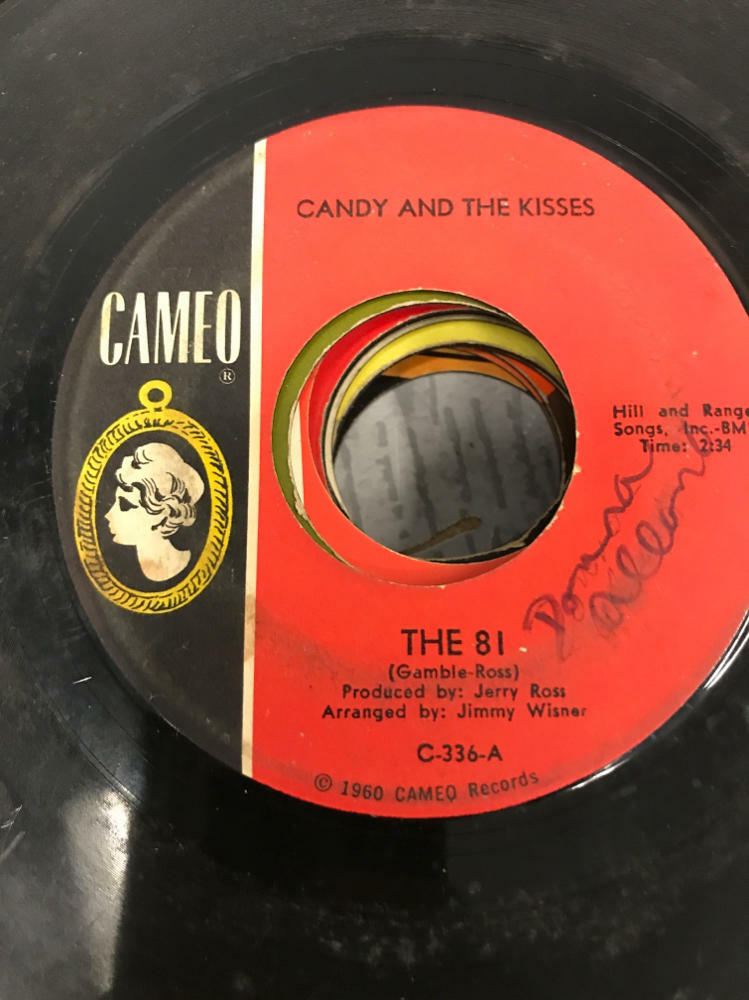 CANDY AND THE KISSES
CAMEO
®
Hill and Range
Songs, Inc.-BMI
Time: 2:34
Donna
THE 81
(Gamble-Ross)
Produced by: Jerry Ross
Arranged by: Jimmy Wisner
C-336-A
© 1960 CAMEO Records